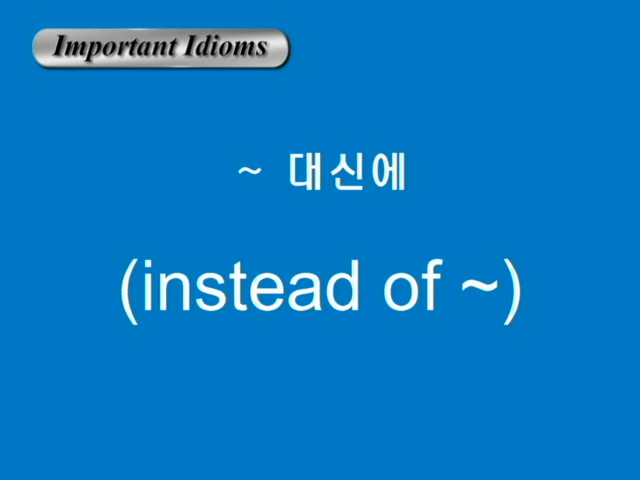 Important Idioms
~ 대신에
(instead of ~)